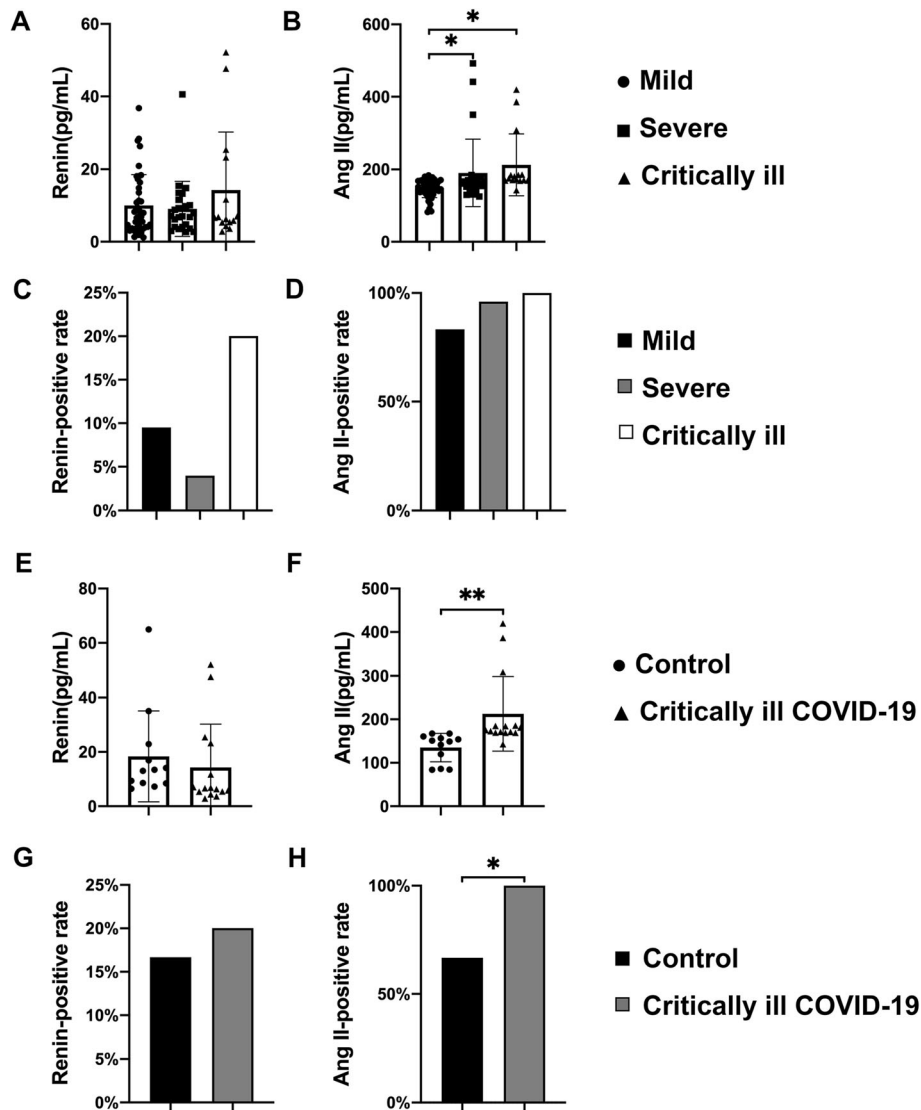 A
Renin(pg/mL)
60
40
20
0
B
Ang II(pg/mL)
600
400
200
0
*
*
Mild
Severe
Critically ill
C
Renin-positive rate
25%
20%
15%
10%
5%
0%
D
Ang II-positive rate
100%
50%
0%
Mild
Severe
Critically ill
E
Renin(pg/mL)
80
60
40
20
0
F
Ang II(pg/mL)
500
400
300
200
100
0
**
Control
Critically ill COVID-19
G
Renin-positive rate
25%
20%
15%
10%
5%
0%
H
Ang II-positive rate
100%
50%
0%
*
Control
Critically ill COVID-19